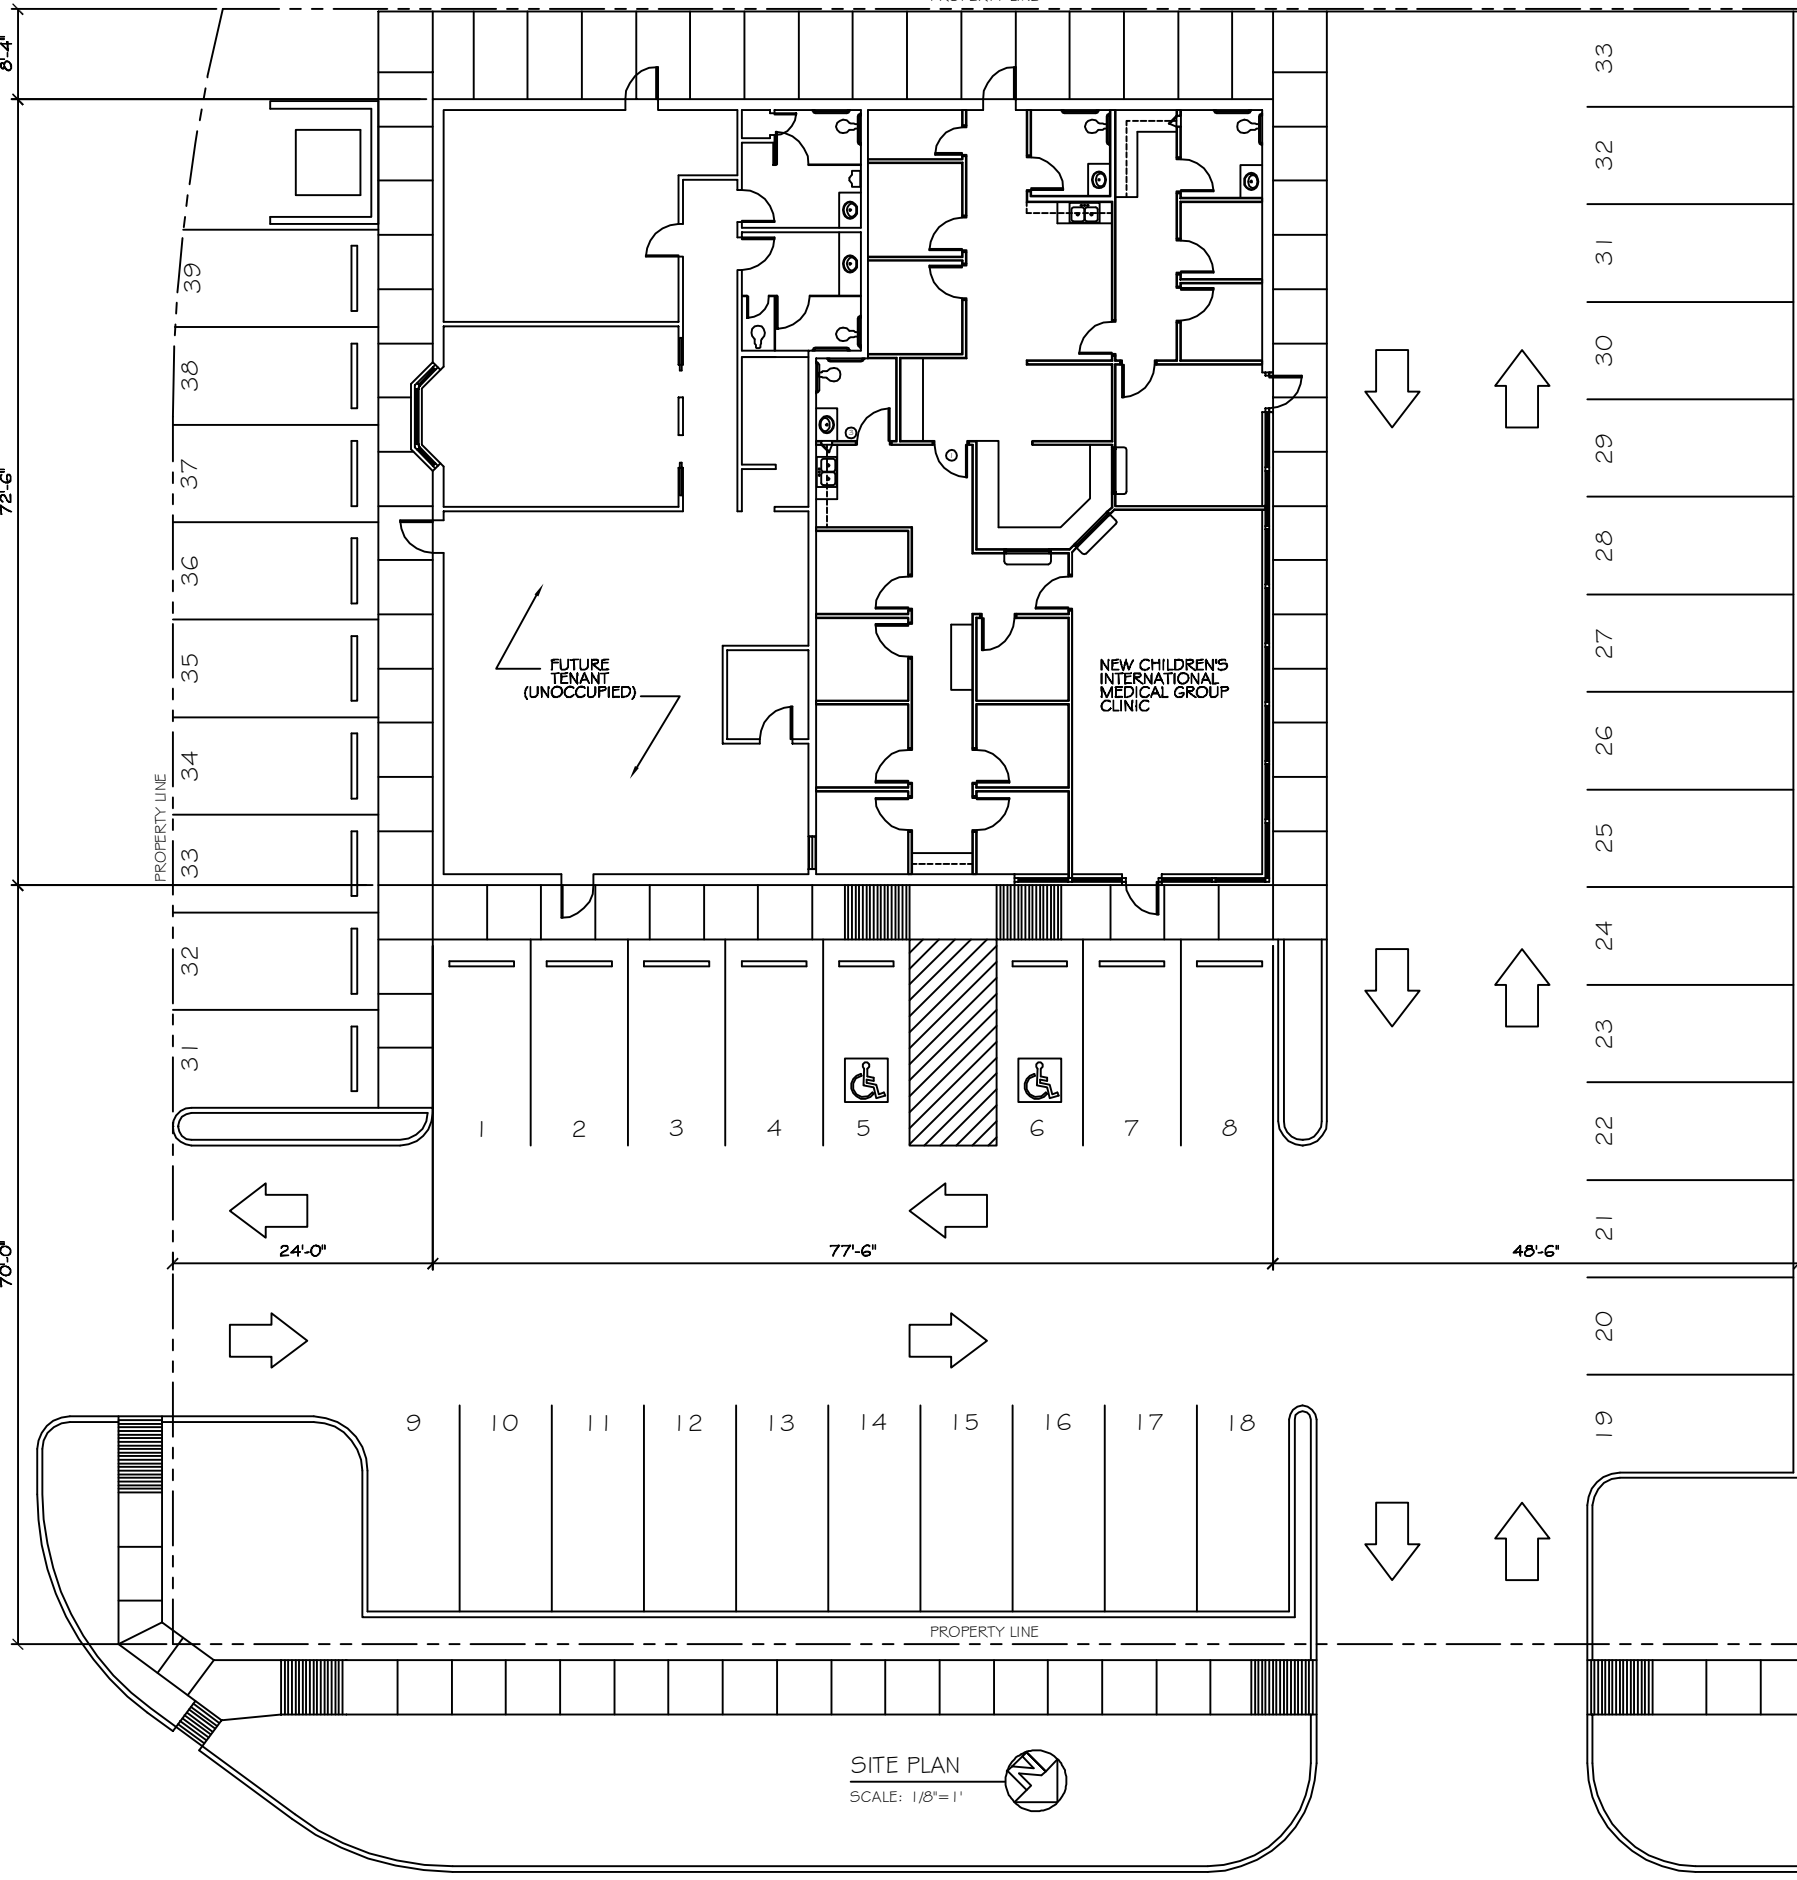 8'-4"
33
32
31
30
29
28
27
26
25
24
23
22
21
20
19
39
38
37
36
35
34
33
32
31
72'-6"
FUTURE
TENANT
(UNOCCUPIED)
NEW CHILDREN'S
INTERNATIONAL
MEDICAL GROUP
CLINIC
PROPERTY LINE
1 2 3 4 5 6 7 8
70'-0"
24'-0" 77'-6" 48'-6"
9 10 11 12 13 14 15 16 17 18
PROPERTY LINE
SITE PLAN
SCALE: 1/8"=1'
N